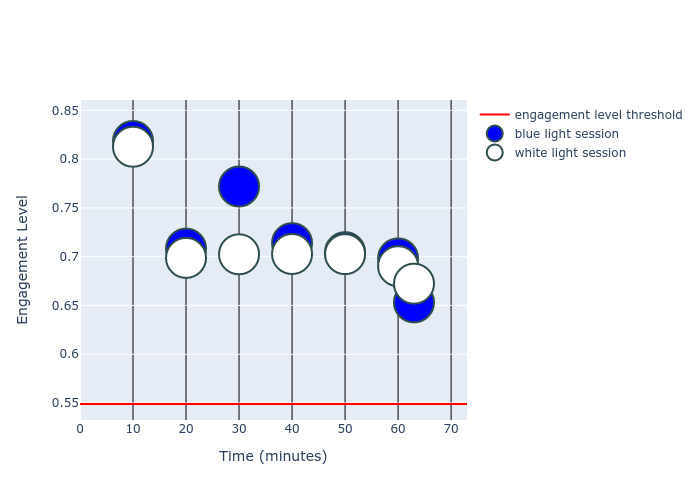 0.85
0.8
0.75
0.7
0.65
0.6
0.55
Engagement Level
0 10 20 30 40 50 60 70
Time (minutes)
engagement level threshold
blue light session
white light session